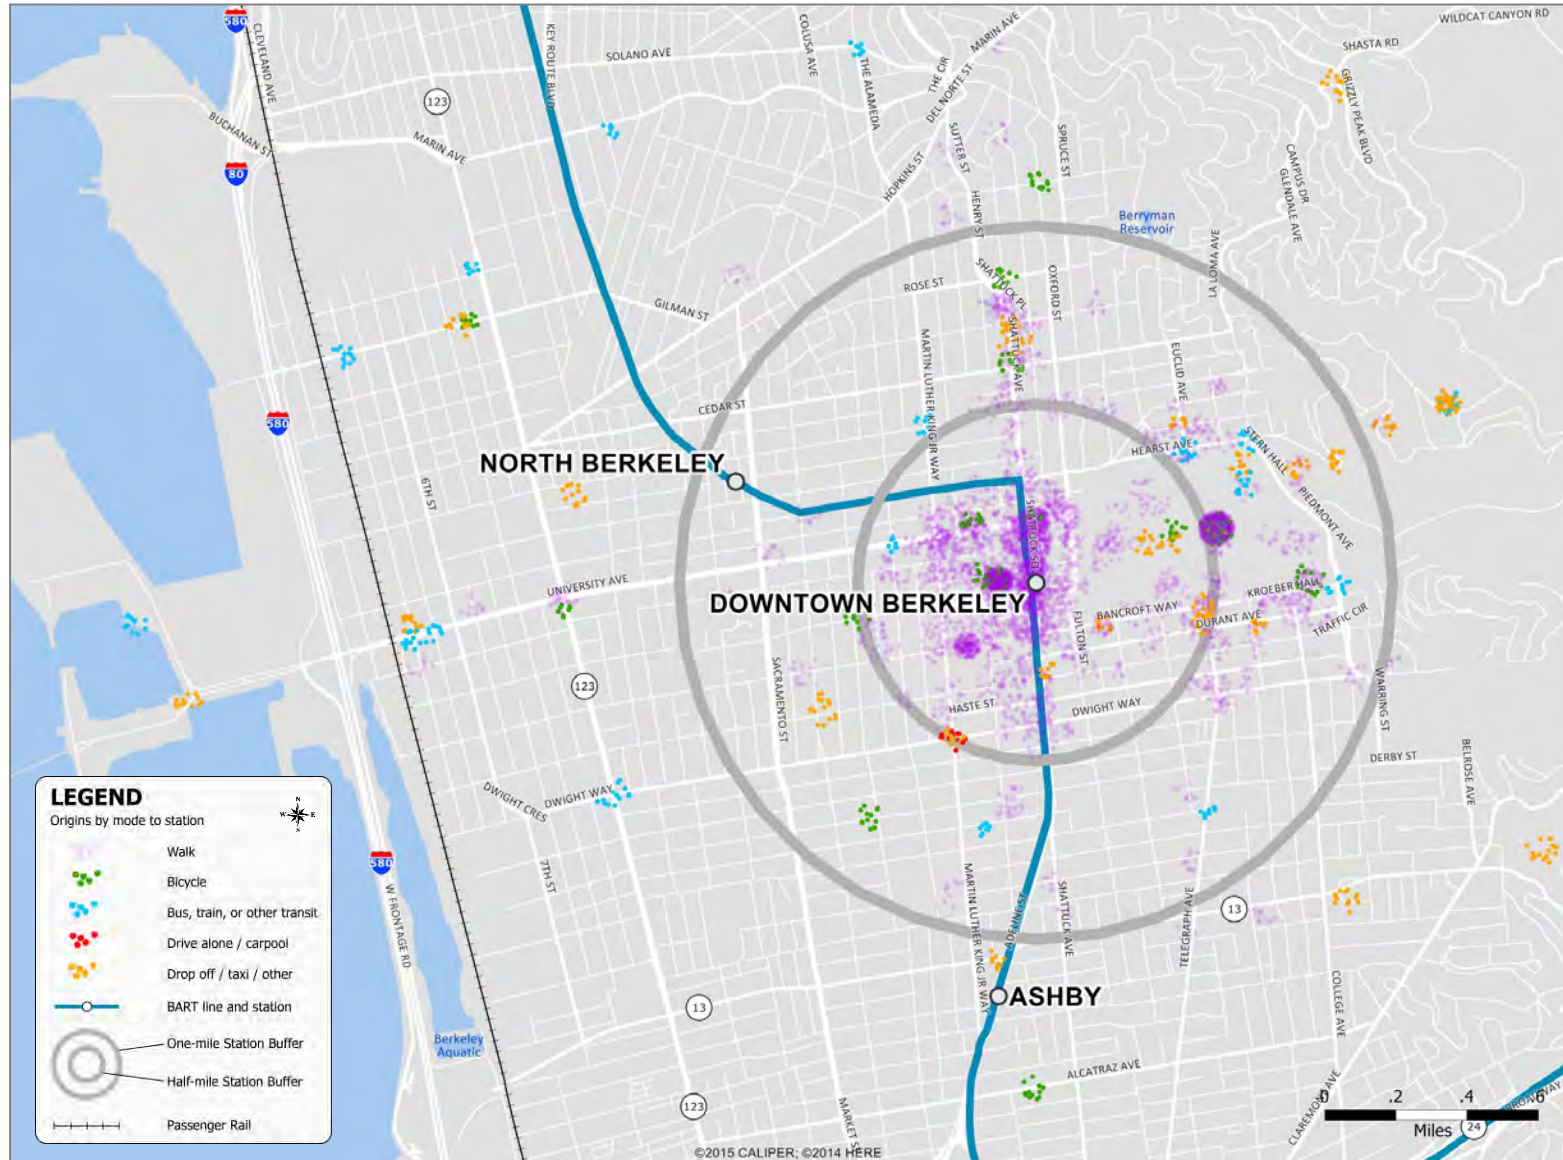 580
CLEVELAND AVE
KEY ROUTE BLVD
SOLANO AVE
COLUSA AVE
THE ALAMEDA
THE CIR
MARIN AVE
DEL NORTE ST
WILDCAT CANYON RD
SHASTA RD
GRIZZLY PEAK BLVD
123
BUCHANAN ST
MARIN AVE
80
HOPKINS ST
SUTTER ST
SPRUCE ST
HENRY ST
CAMPUS DR
GLENDALE AVE
Berryman
Reservoir
LA LOMA AVE
ROSE ST
SHATTUCK PL
OXFORD ST
GILMAN ST
MARTIN LUTHER KING JR WAY
SHATTUCK AVE
EUCLID AVE
CEDAR ST
580
HEARST AVE
STERN HALL
NORTH BERKELEY
6TH ST
PIEDMONT AVE
SHATTUCK SQ
UNIVERSITY AVE
KROEBER HALL
DOWNTOWN BERKELEY
BANCROFT WAY
DURANT AVE
TRAFFIC CIR
FULTON ST
123
SACRAMENTO ST
HASTE ST
DWIGHT WAY
WARRING ST
DERBY ST
BELROSE AVE
DWIGHT CRES
DWIGHT WAY
7TH ST
580
W FRONTAGE RD
MARTIN LUTHER KING JR WAY
ADELINE ST
SHATTUCK AVE
TELEGRAPH AVE
13
COLLEGE AVE
ASHBY
13
Berkeley
Aquatic
ALCATRAZ AVE
123
MARKET ST
CLAREMONT AVE
BROADWAY
24
0 .2 .4 .6
Miles
LEGEND
Origins by mode to station
N
W E
S
Walk
Bicycle
Bus, train, or other transit
Drive alone / carpool
Drop off / taxi / other
BART line and station
One-mile Station Buffer
Half-mile Station Buffer
Passenger Rail
©2015 CALIPER; ©2014 HERE